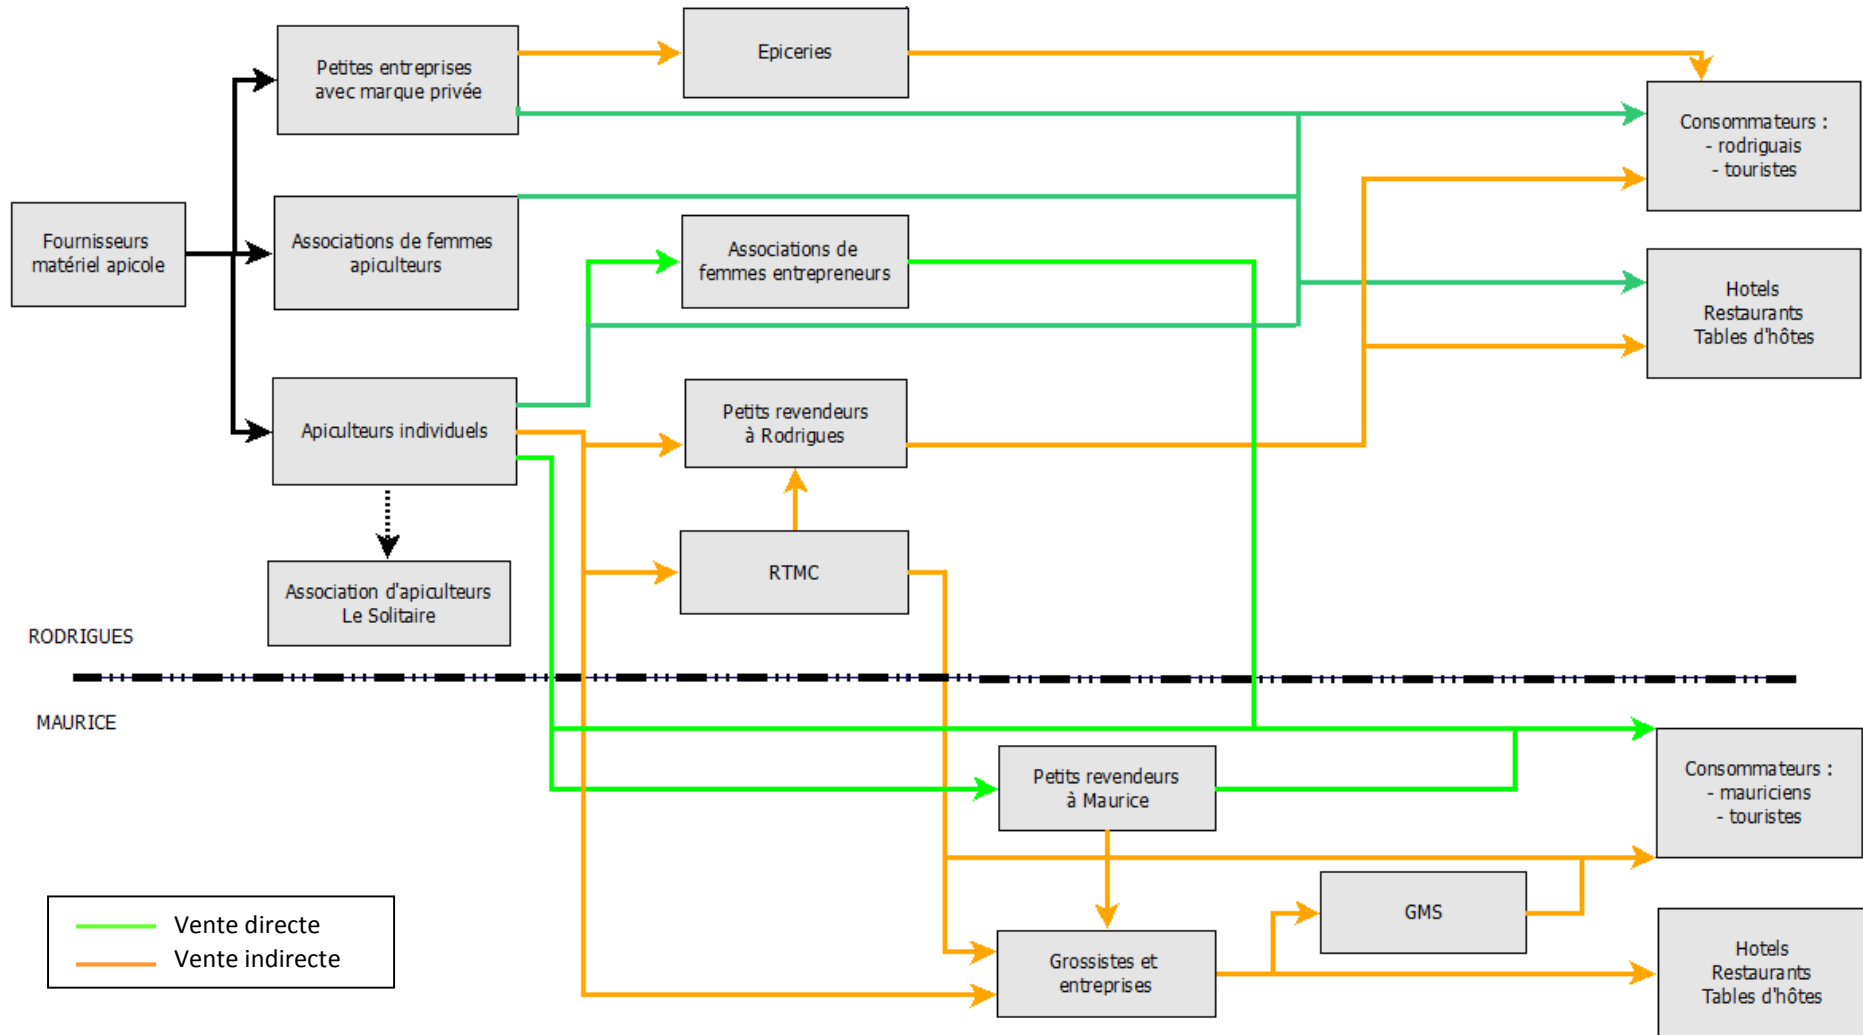 Petites entreprises
avec marque privée
Epiceries
Consommateurs :
- rodriguais
- touristes
Fournisseurs
matériel apicole
Associations de femmes
apiculteurs
Associations de
femmes entrepreneurs
Hotels
Restaurants
Tables d'hôtes
Apiculteurs individuels
Petits revendeurs
à Rodrigues
Association d'apiculteurs
Le Solitaire
RTMC
RODRIGUES
MAURICE
Petits revendeurs
à Maurice
Consommateurs :
- mauriciens
- touristes
GMS
Grossistes et
entreprises
Hotels
Restaurants
Tables d'hôtes
Vente directe
Vente indirecte